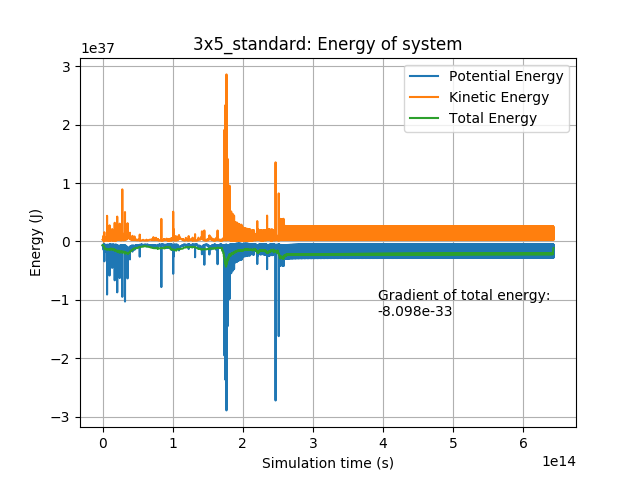 3x5_standard: Energy of system
1e37
Potential Energy
Kinetic Energy
Total Energy
3
2
1
0
−1
−2
−3
Energy (J)
Gradient of total energy:
-8.098e-33
0 1 2 3 4 5 6
1e14
Simulation time (s)